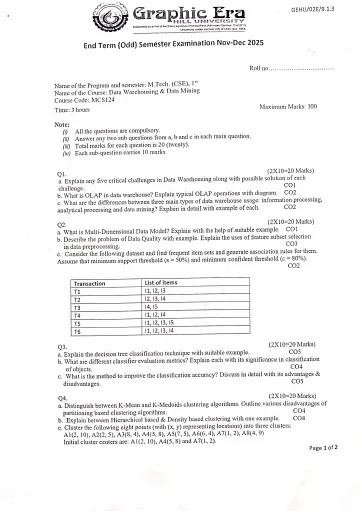 GEHU/02E/9.1.3
Graphic Era
HILL UNIVERSITY
End Term (Odd) Semester Examination Nov-Dec 2025
Roll no..............................
Name of the Program and semester: M.Tech. (CSE), 1st
Name of the Course: Data Warehousing & Data Mining
Course Code: MCS124
Time: 3 hours Maximum Marks: 100
Note:
(i) All the questions are compulsory.
(ii) Answer any two sub questions from a, b and c in each main question.
(iii) Total marks for each question is 20 (twenty).
(iv) Each sub-question carries 10 marks.
Q1. (2X10=20 Marks)
a. Explain any five critical challenges in Data Warehousing along with possible solution of each
challenge. CO1
b. What is OLAP in data warehouse? Explain typical OLAP operations with diagram. CO2
c. What are the differences between three main types of data warehouse usage: information processing,
analytical processing and data mining? Explain in detail with example of each. CO2
Q2. (2X10=20 Marks)
a. What is Multi-Dimensional Data Model? Explain with the help of suitable example. CO1
b. Describe the problem of Data Quality with example. Explain the uses of feature subset selection
in data preprocessing. CO3
c. Consider the following dataset and find frequent item sets and generate association rules for them.
Assume that minimum support threshold (s = 50%) and minimum confident threshold (c = 80%).
CO2
Transaction List of items
T1 I1, I2, I3
T2 I2, I3, I4
T3 I4, I5
T4 I1, I2, I4
T5 I1, I2, I3, I5
T6 I1, I2, I3, I4
Q3. (2X10=20 Marks)
a. Explain the decision tree classification technique with suitable example. CO5
b. What are different classifier evaluation metrics? Explain each with its significance in classification
of objects. CO4
c. What is the method to improve the classification accuracy? Discuss in detail with its advantages &
disadvantages. CO5
Q4. (2X10=20 Marks)
a. Distinguish between K-Mean and K-Medoids clustering algorithms. Outline various disadvantages of
partitioning based clustering algorithms. CO4
b. Explain between Hierarchical based & Density based clustering with one example. CO4
c. Cluster the following eight points (with (x, y) representing locations) into three clusters:
A1(2, 10), A2(2, 5), A3(8, 4), A4(5, 8), A5(7, 5), A6(6, 4), A7(1, 2), A8(4, 9)
Initial cluster centers are: A1(2, 10), A4(5, 8) and A7(1, 2).
Page 1 of 2